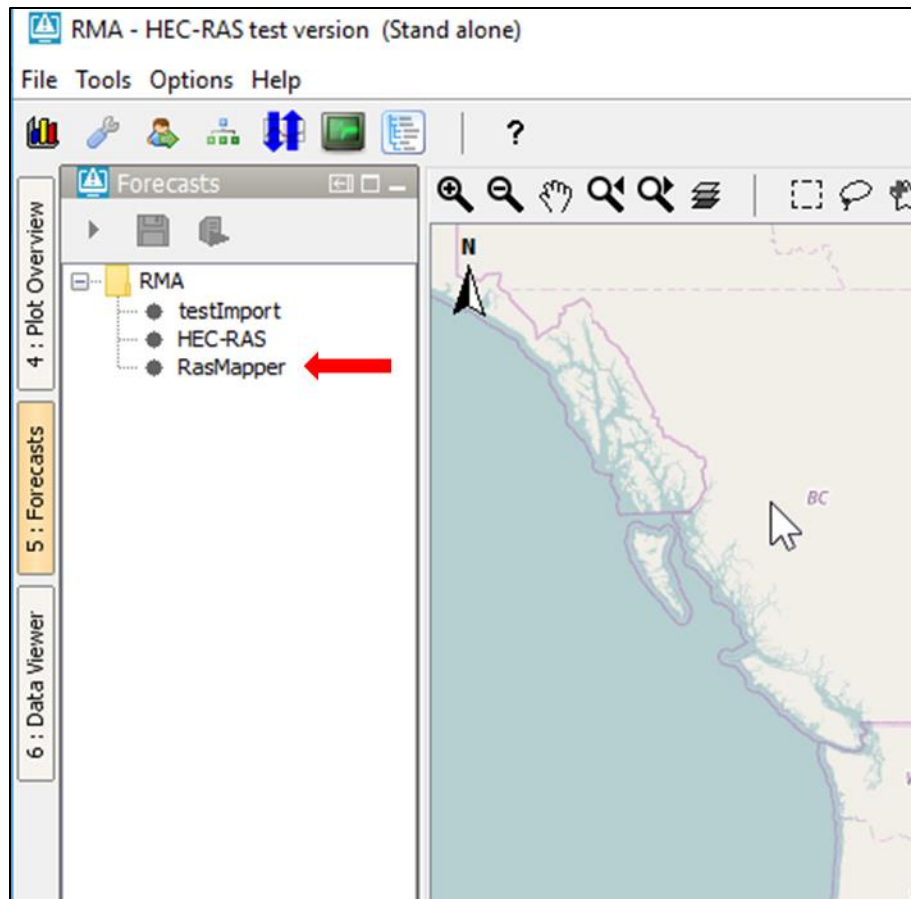 RMA - HEC-RAS test version (Stand alone)
File Tools Options Help
?
4 : Plot Overview
5 : Forecasts
6 : Data Viewer
Forecasts
RMA
testImport
HEC-RAS
RasMapper
N
BC